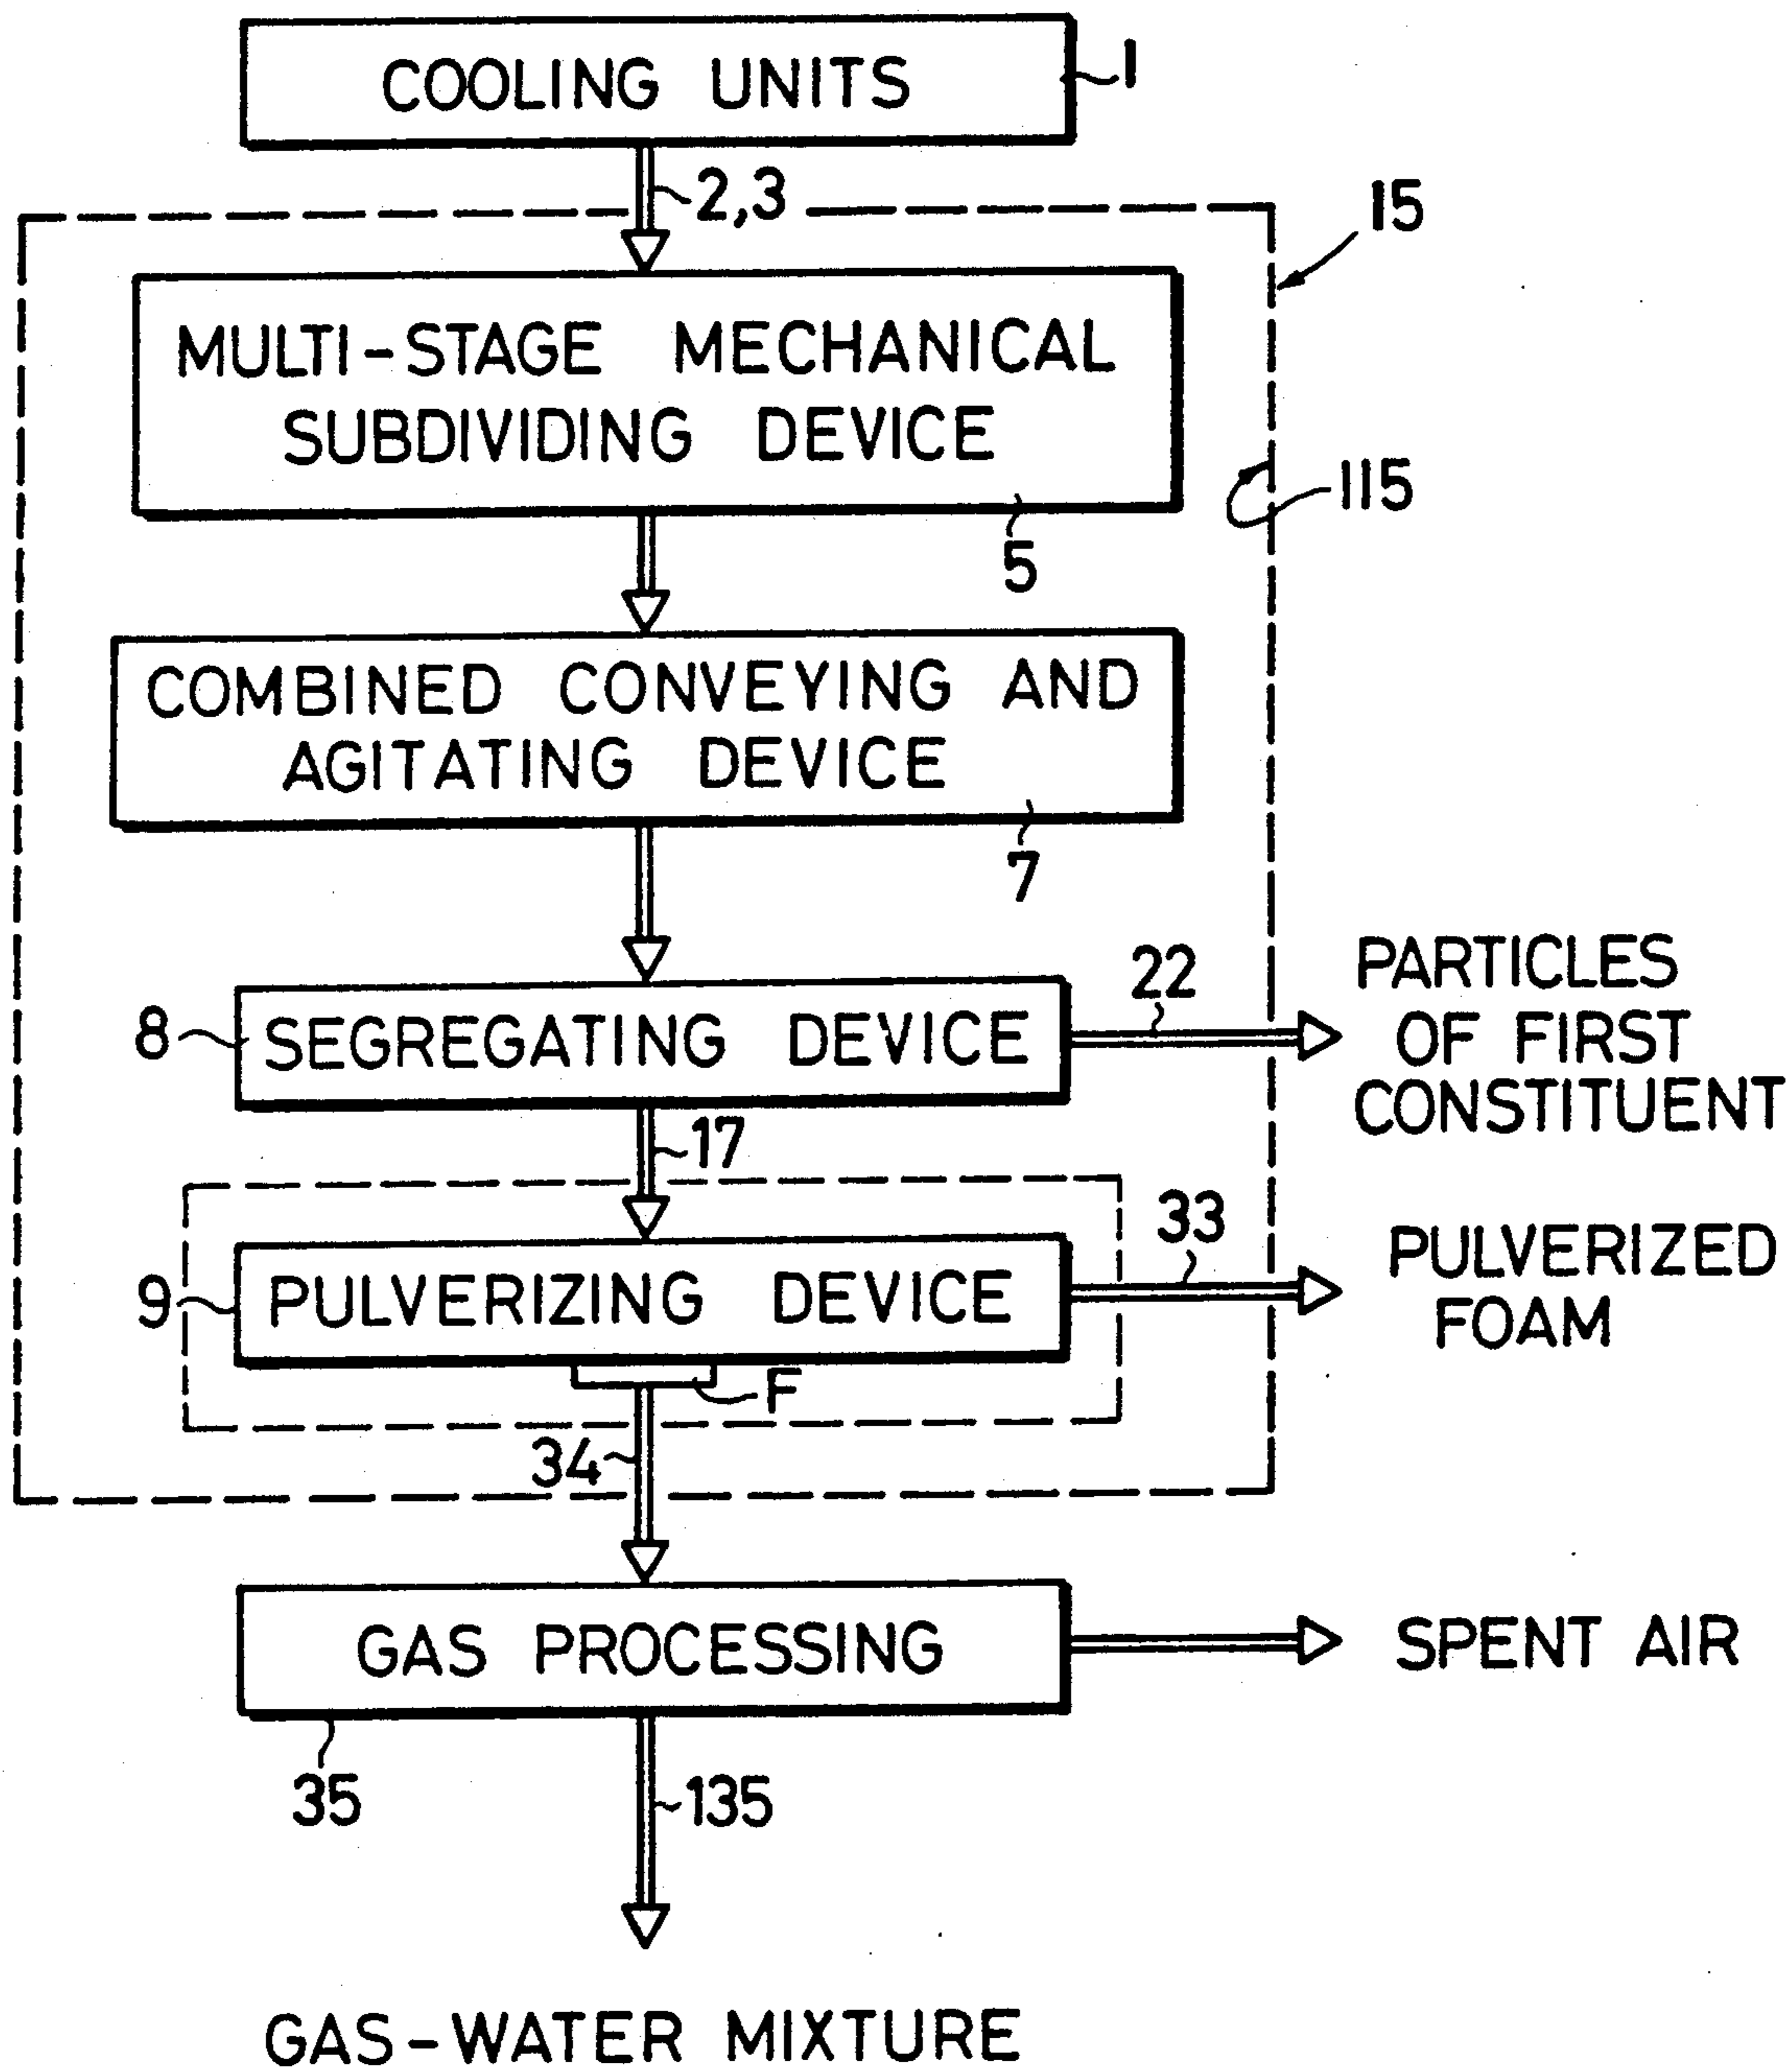 COOLING UNITS
1
2,3
15
MULTI-STAGE MECHANICAL
SUBDIVIDING DEVICE
115
5
COMBINED CONVEYING AND
AGITATING DEVICE
7
PARTICLES
OF FIRST
CONSTITUENT
22
8
SEGREGATING DEVICE
17
33
PULVERIZED
FOAM
9
PULVERIZING DEVICE
F
34
GAS PROCESSING
SPENT AIR
35
135
GAS-WATER MIXTURE